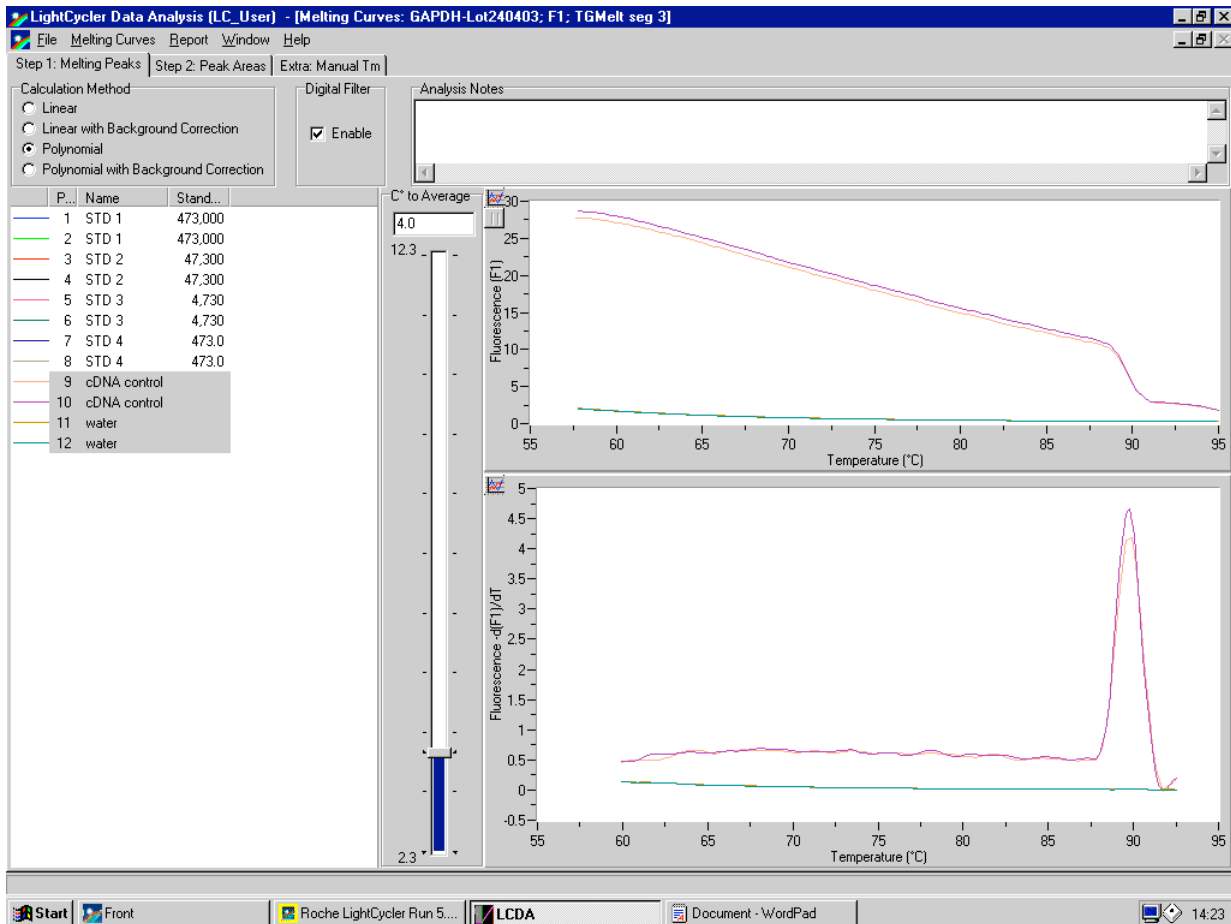 LightCycler Data Analysis (LC_User) - [Melting Curves: GAPDH-Lot240403; F1; TGMelt seg 3]
File Melting Curves Report Window Help
Step 1: Melting Peaks Step 2: Peak Areas Extra: Manual Tm
Calculation Method
Linear
Linear with Background Correction
Polynomial
Polynomial with Background Correction
Digital Filter
Enable
Analysis Notes
P... Name Stand...
1 STD 1 473,000
2 STD 1 473,000
3 STD 2 47,300
4 STD 2 47,300
5 STD 3 4,730
6 STD 3 4,730
7 STD 4 473.0
8 STD 4 473.0
9 cDNA control
10 cDNA control
11 water
12 water
C° to Average
4.0
12.3
2.3
Fluorescence (F1)
30
25
20
15
10
5
0
55 60 65 70 75 80 85 90 95
Temperature (°C)
Fluorescence -d(F1)/dT
5
4.5
4
3.5
3
2.5
2
1.5
1
0.5
0
-0.5
55 60 65 70 75 80 85 90 95
Temperature (°C)
Start Front Roche LightCycler Run 5.... LCDA Document - WordPad 14:23